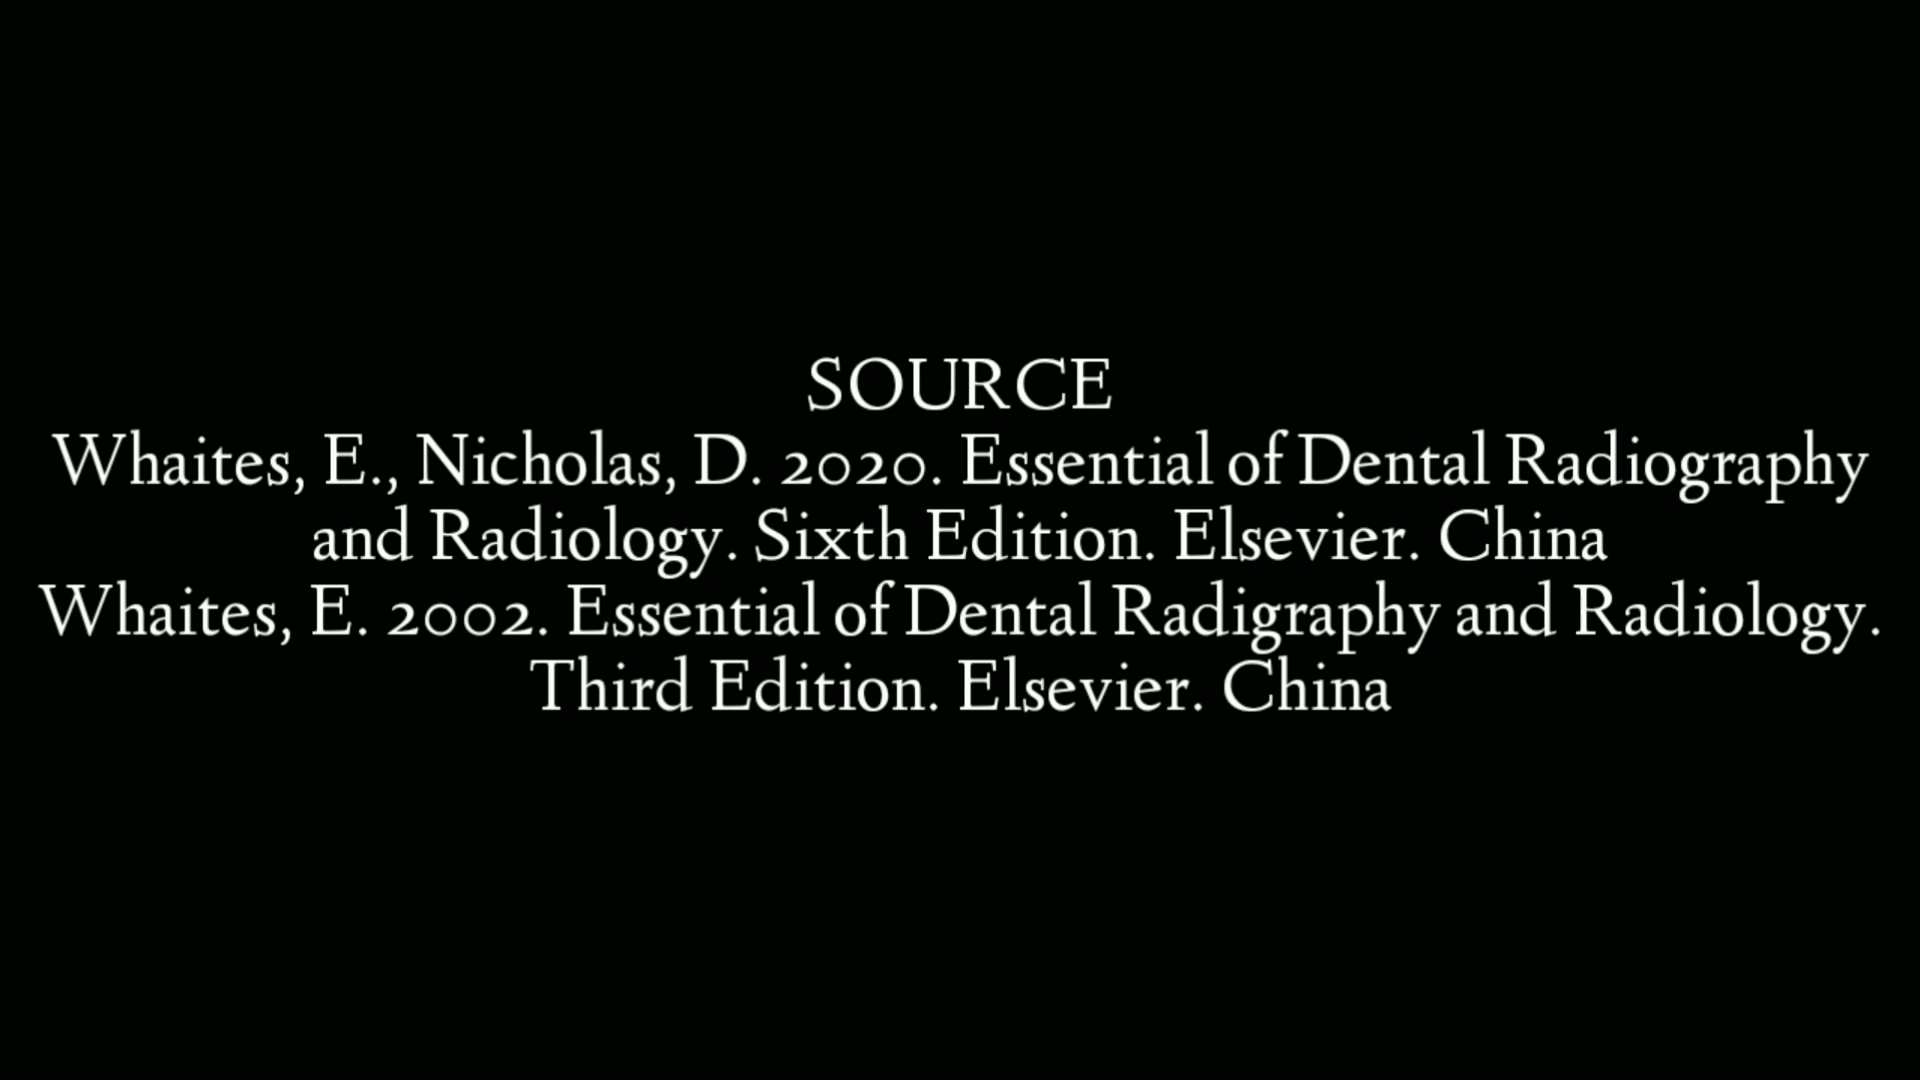 SOURCE
Whaites, E., Nicholas, D. 2020. Essential of Dental Radiography
and Radiology. Sixth Edition. Elsevier. China
Whaites, E. 2002. Essential of Dental Radigraphy and Radiology.
Third Edition. Elsevier. China